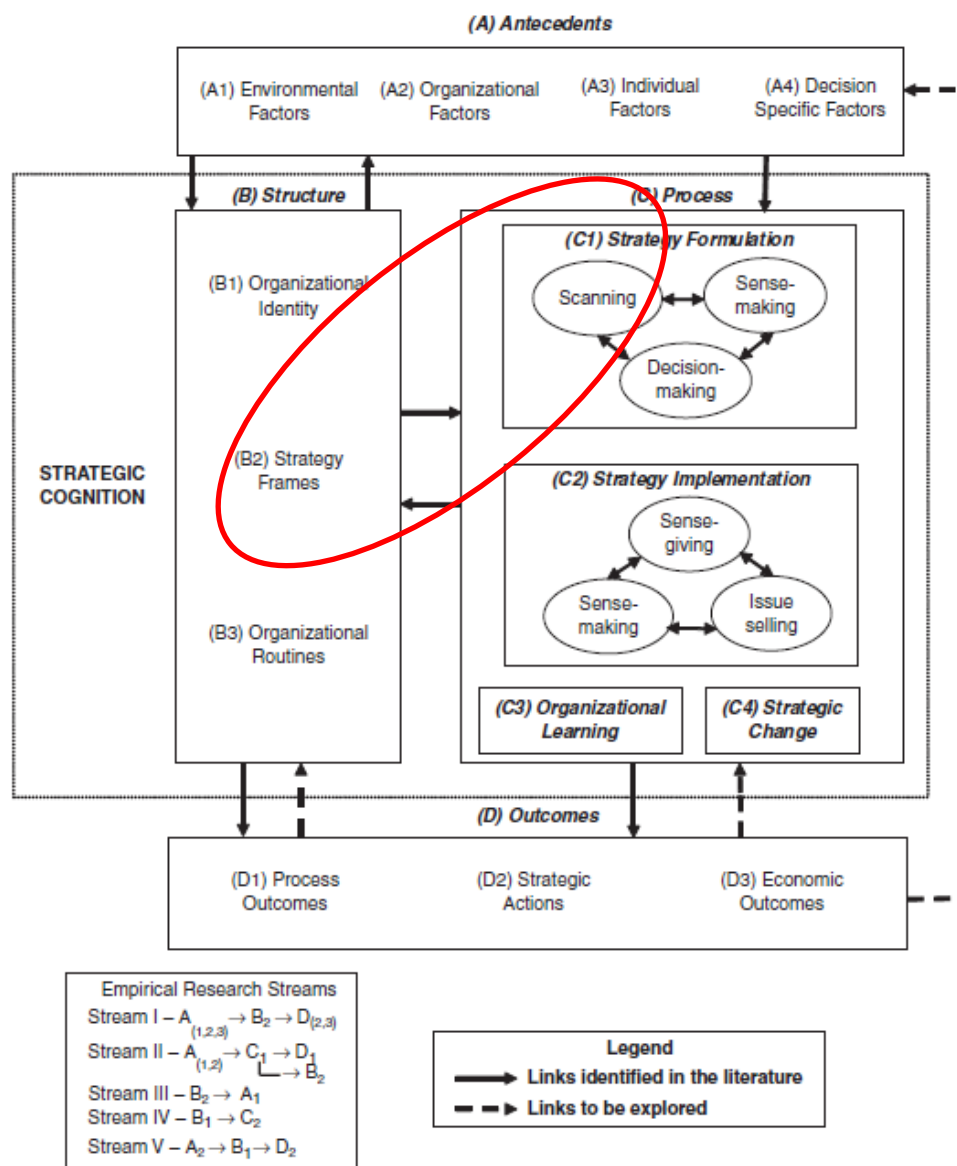 (A) Antecedents
(A1) Environmental
Factors
(A2) Organizational
Factors
(A3) Individual
Factors
(A4) Decision
Specific Factors
(B) Structure
(C) Process
(B1) Organizational
Identity
(B2) Strategy
Frames
(B3) Organizational
Routines
STRATEGIC
COGNITION
(C1) Strategy Formulation
Scanning
Sense-
making
Decision-
making
(C2) Strategy Implementation
Sense-
giving
Sense-
making
Issue
selling
(C3) Organizational
Learning
(C4) Strategic
Change
(D) Outcomes
(D1) Process
Outcomes
(D2) Strategic
Actions
(D3) Economic
Outcomes
Empirical Research Streams
Stream I – A(1,2,3) → B2 → D(2,3)
Stream II – A(1,2) → C1 → D1
→ B2
Stream III – B2 → A1
Stream IV – B1 → C2
Stream V – A2 → B1 → D2
Legend
Links identified in the literature
Links to be explored